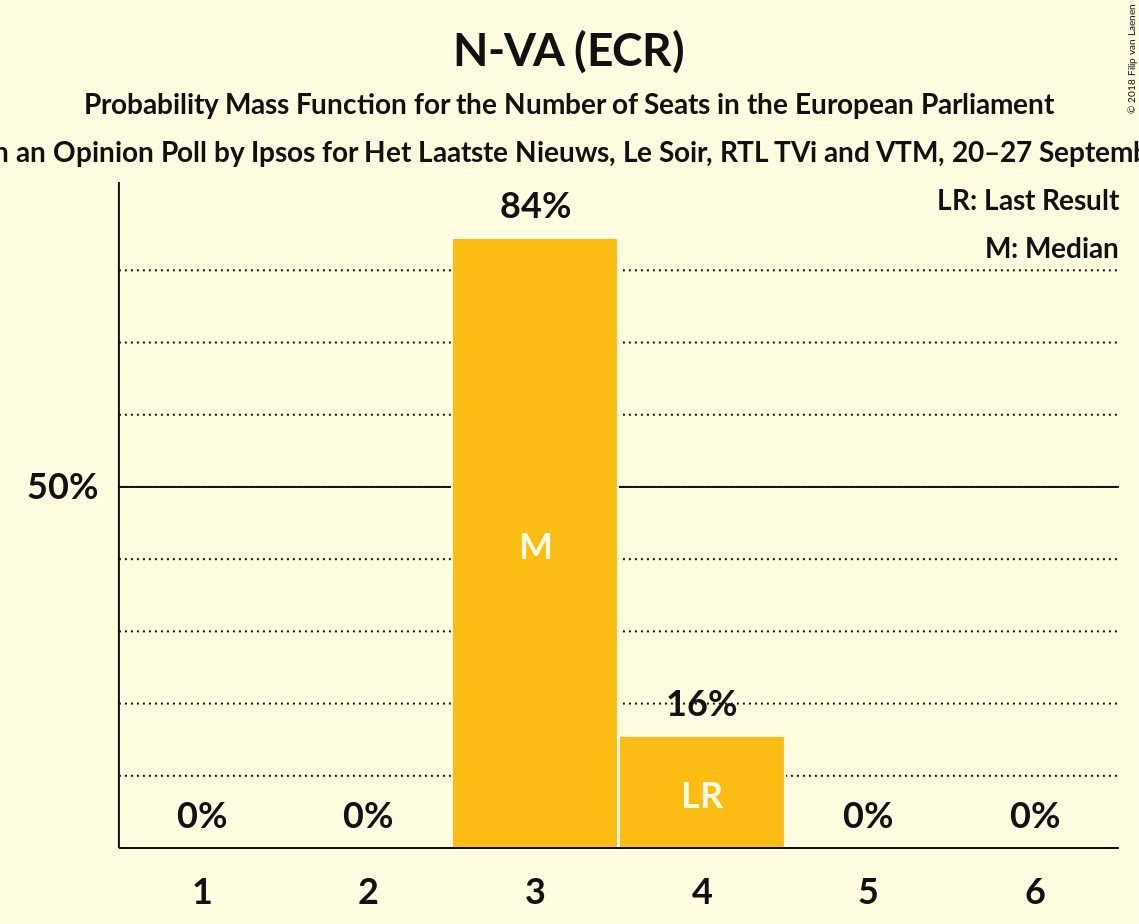 © 2018 Filip van Laenen
N-VA (ECR)
Probability Mass Function for the Number of Seats in the European Parliament
an Opinion Poll by Ipsos for Het Laatste Nieuws, Le Soir, RTL TVi and VTM, 20–27
LR: Last Result
M: Median
84%
50%
M
16%
LR
0% 0% 0% 0%
1 2 3 4 5 6